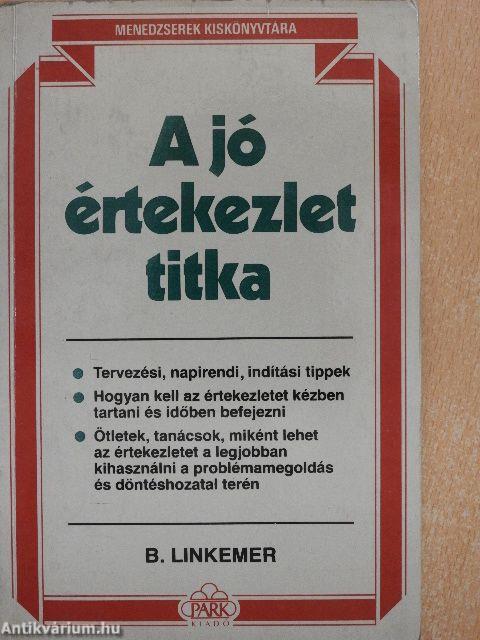 MENEDZSEREK KISKÖNYVTÁRA
A jó
értekezlet
titka
Tervezési, napirendi, indítási tippek
Hogyan kell az értekezletet kézben
tartani és időben befejezni
Ötletek, tanácsok, miként lehet
az értekezletet a legjobban
kihasználni a problémamegoldás
és döntéshozatal terén
B. LINKEMER
PARK
KIADÓ
Antikvárium.hu